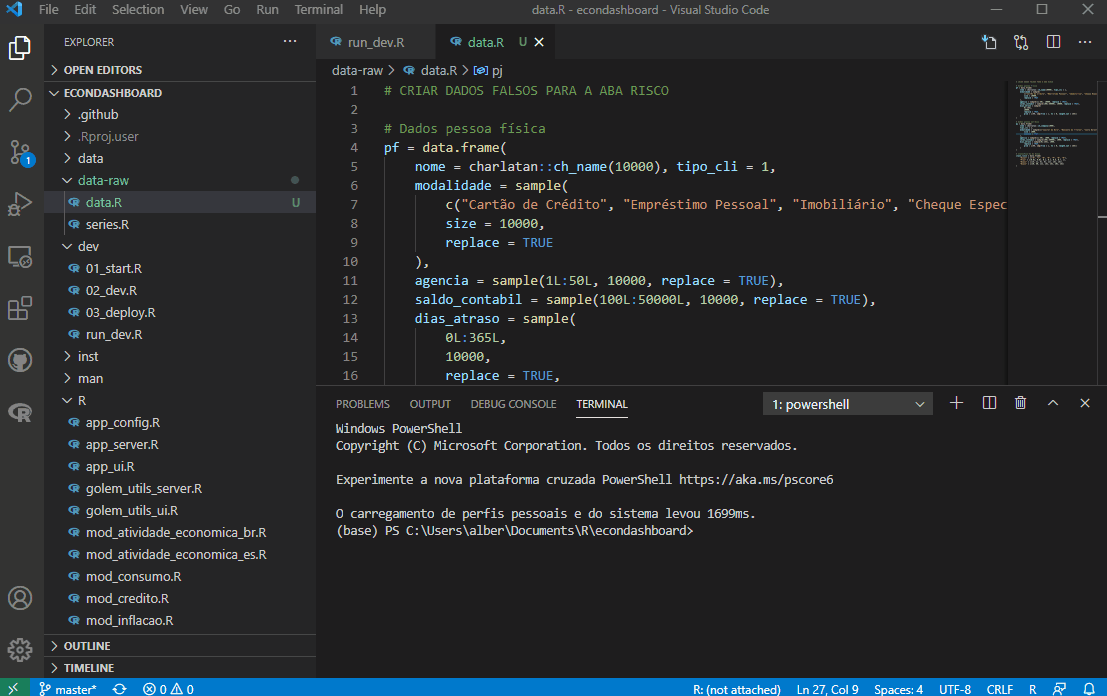 File Edit Selection View Go Run Terminal Help data.R - econdashboard - Visual Studio Code
EXPLORER
OPEN EDITORS
ECONDASHBOARD
.github
.Rproj.user
data
data-raw
data.R U
series.R
dev
01_start.R
02_dev.R
03_deploy.R
run_dev.R
inst
man
R
app_config.R
app_server.R
app_ui.R
golem_utils_server.R
golem_utils_ui.R
mod_atividade_economica_br.R
mod_atividade_economica_es.R
mod_consumo.R
mod_credito.R
mod_inflacao.R
OUTLINE
TIMELINE
1
run_dev.R data.R U
data-raw > data.R > pj
1 # CRIAR DADOS FALSOS PARA A ABA RISCO
2
3 # Dados pessoa física
4 pf = data.frame(
5 nome = charlatan::ch_name(10000), tipo_cli = 1,
6 modalidade = sample(
7 c("Cartão de Crédito", "Empréstimo Pessoal", "Imobiliário", "Cheque Espec
8 size = 10000,
9 replace = TRUE
10 ),
11 agencia = sample(1L:50L, 10000, replace = TRUE),
12 saldo_contabil = sample(100L:50000L, 10000, replace = TRUE),
13 dias_atraso = sample(
14 0L:365L,
15 10000,
16 replace = TRUE,
PROBLEMS OUTPUT DEBUG CONSOLE TERMINAL 1: powershell
Windows PowerShell
Copyright (C) Microsoft Corporation. Todos os direitos reservados.
Experimente a nova plataforma cruzada PowerShell https://aka.ms/pscore6
O carregamento de perfis pessoais e do sistema levou 1699ms.
(base) PS C:\Users\alber\Documents\R\econdashboard>
master* 0 0 R: (not attached) Ln 27, Col 9 Spaces: 4 UTF-8 CRLF R